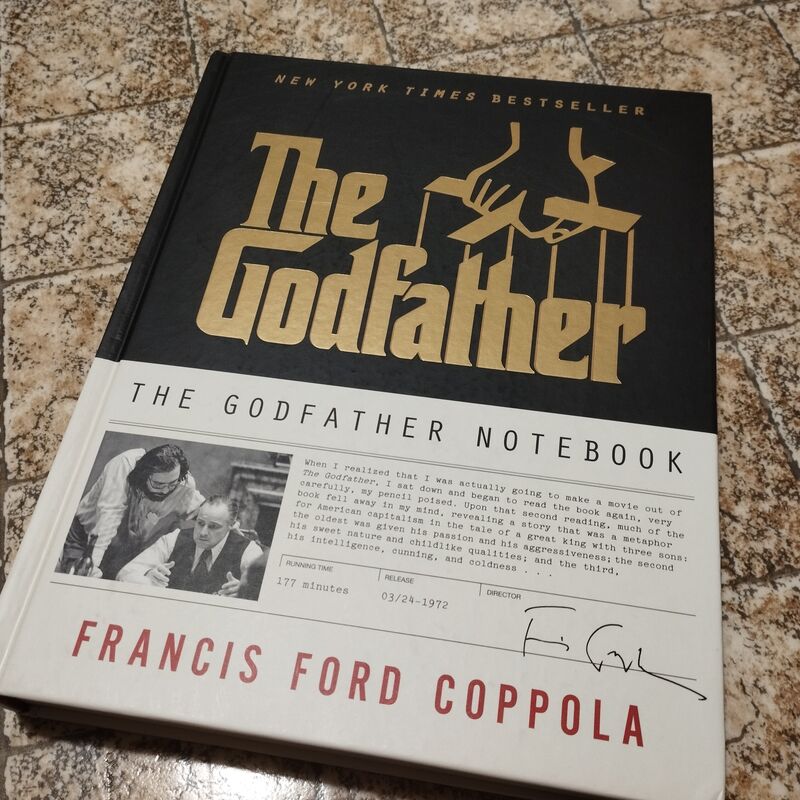 NEW YORK TIMES BESTSELLER
The
Godfather
THE GODFATHER NOTEBOOK
When I realized that I was actually going to make a movie out of
The Godfather, I sat down and began to read the book again, very
carefully, my pencil poised. Upon that second reading, much of the
book fell away in my mind, revealing a story that was a metaphor
for American capitalism in the tale of a great king with three sons:
the oldest was given his passion and his aggressiveness; the second
his sweet nature and childlike qualities; and the third,
his intelligence, cunning, and coldness . . .
RUNNING TIME
177 minutes
RELEASE
03/24-1972
DIRECTOR
FRANCIS FORD COPPOLA